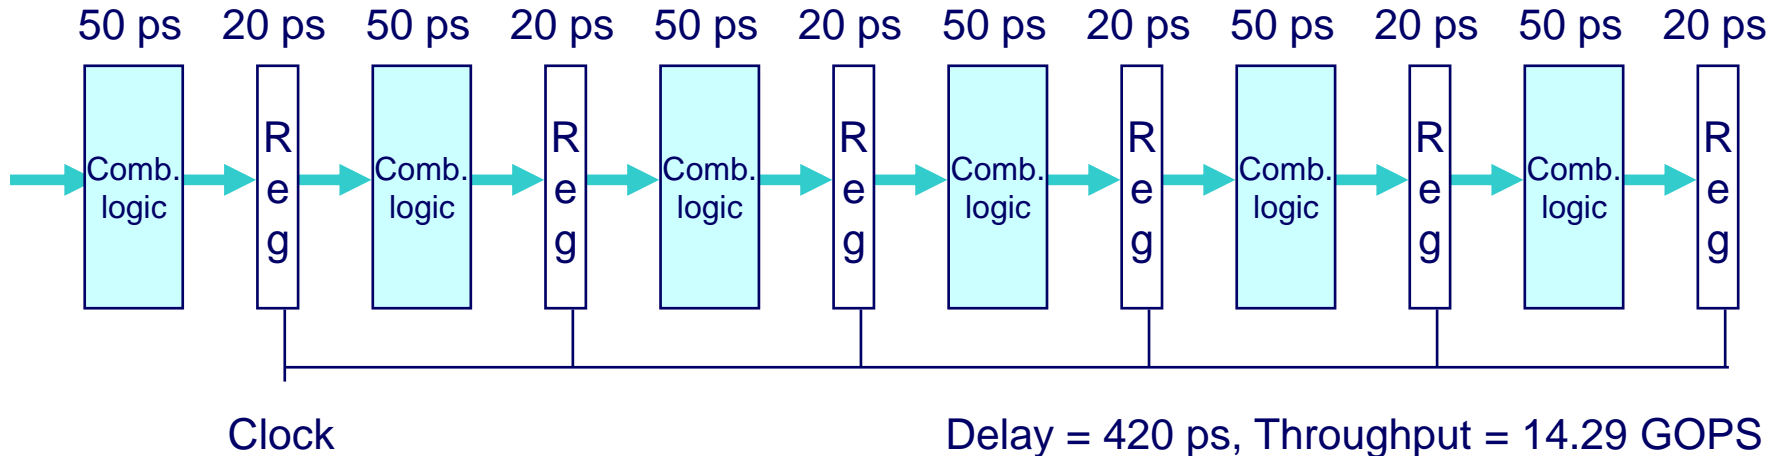 50 ps 20 ps 50 ps 20 ps 50 ps 20 ps 50 ps 20 ps 50 ps 20 ps 50 ps 20 ps
Comb.
logic
R
e
g
Comb.
logic
R
e
g
Comb.
logic
R
e
g
Comb.
logic
R
e
g
Comb.
logic
R
e
g
Comb.
logic
R
e
g
Clock
Delay = 420 ps, Throughput = 14.29 GOPS